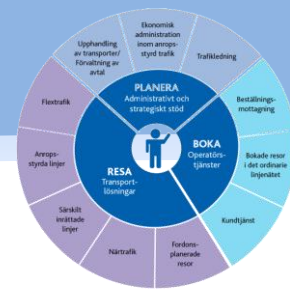 Ekonomisk
administration
inom anrops-
styrd trafik
Upphandling
av transporter/
Förvaltning av
avtal
Trafikledning
PLANERA
Administrativt och
strategiskt stöd
Flextrafik
Beställnings-
mottagning
BOKA
Operatörs-
tjänster
Anrops-
styrda linjer
Bokade resor
i det ordinarie
linjenätet
RESA
Transport-
lösningar
Särskilt
inrättade
linjer
Kundtjänst
Närtrafik
Fordons-
planerade
resor